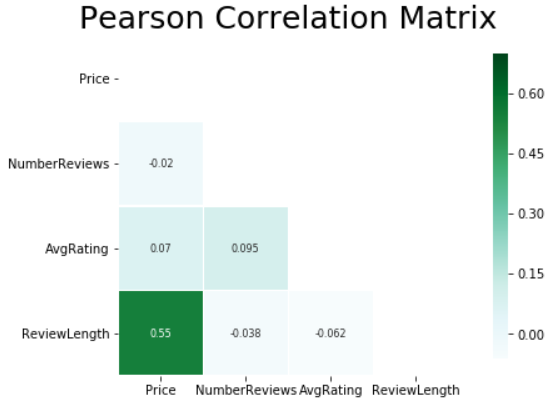 Pearson Correlation Matrix
Price
NumberReviews
AvgRating
ReviewLength
-0.02
0.07 0.095
0.55 -0.038 -0.062
Price NumberReviews AvgRating ReviewLength
0.60
0.45
0.30
0.15
0.00